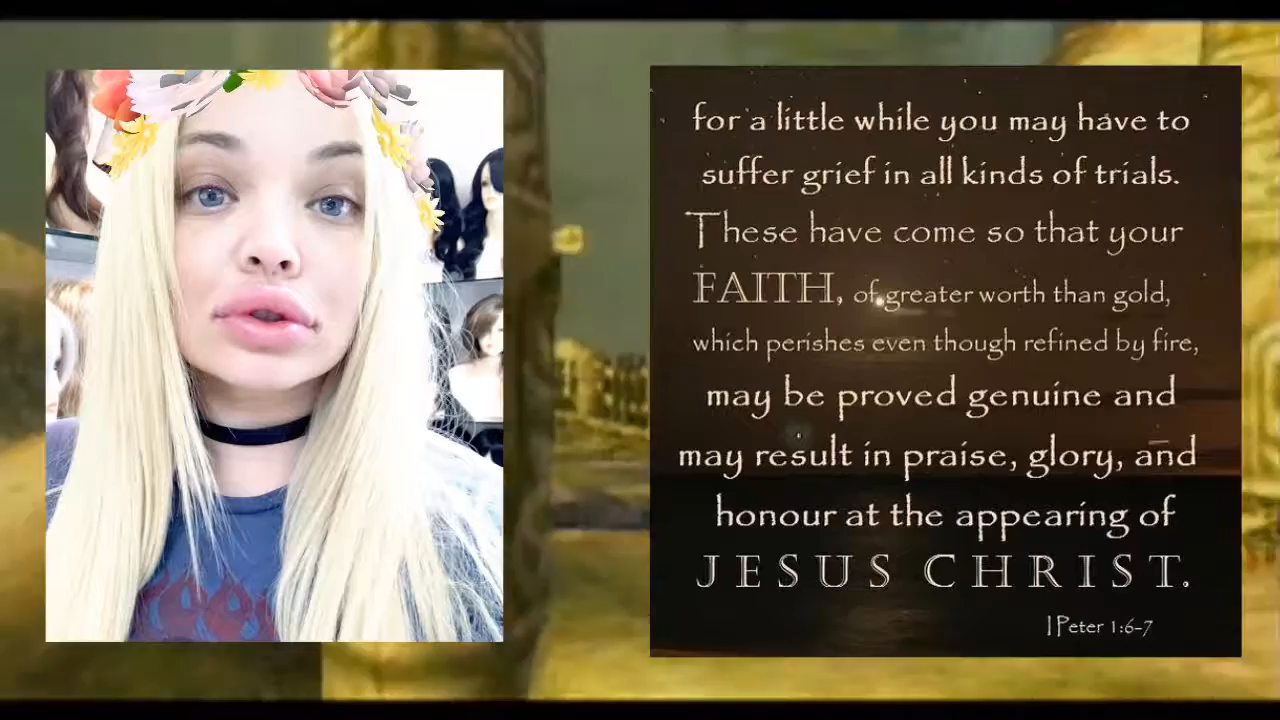 for a little while you may have to
suffer grief in all kinds of trials.
These have come so that your
FAITH, of greater worth than gold,
which perishes even though refined by fire,
may be proved genuine and
may result in praise, glory, and
honour at the appearing of
JESUS CHRIST.
1 Peter 1:6-7